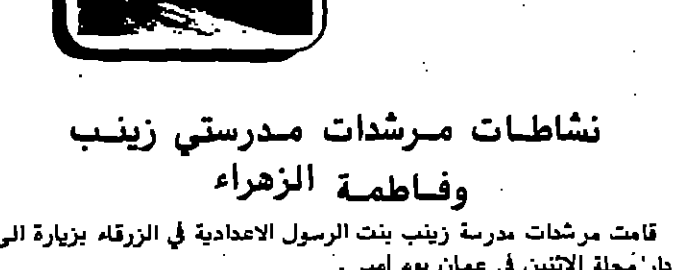 نشاطات مرشدات مدرستي زينب
وفاطمة الزهراء
قامت مرشدات مدرسة زينب بنت الرسول الاعدادية في الزرقاء بزيارة الى
دار مجلة الاثنين في عمان يوم امس .